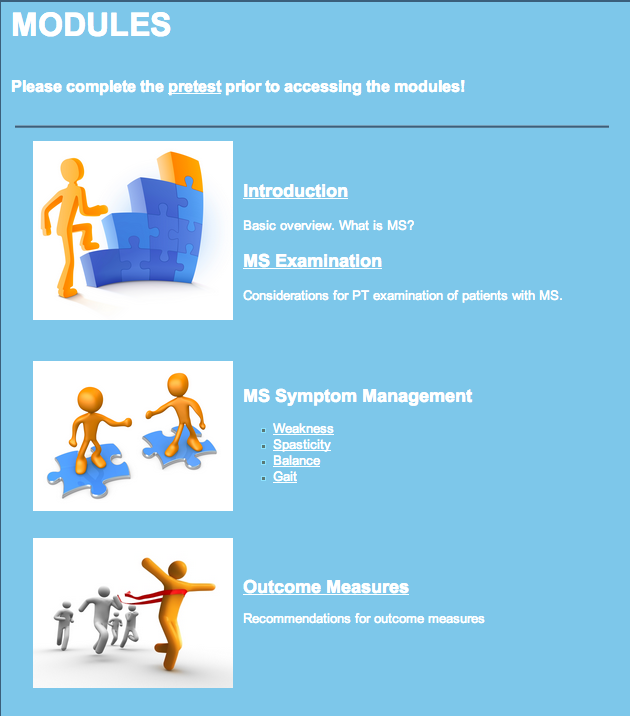 MODULES
Please complete the pretest prior to accessing the modules!
Introduction
Basic overview. What is MS?
MS Examination
Considerations for PT examination of patients with MS.
MS Symptom Management
Weakness
Spasticity
Balance
Gait
Outcome Measures
Recommendations for outcome measures